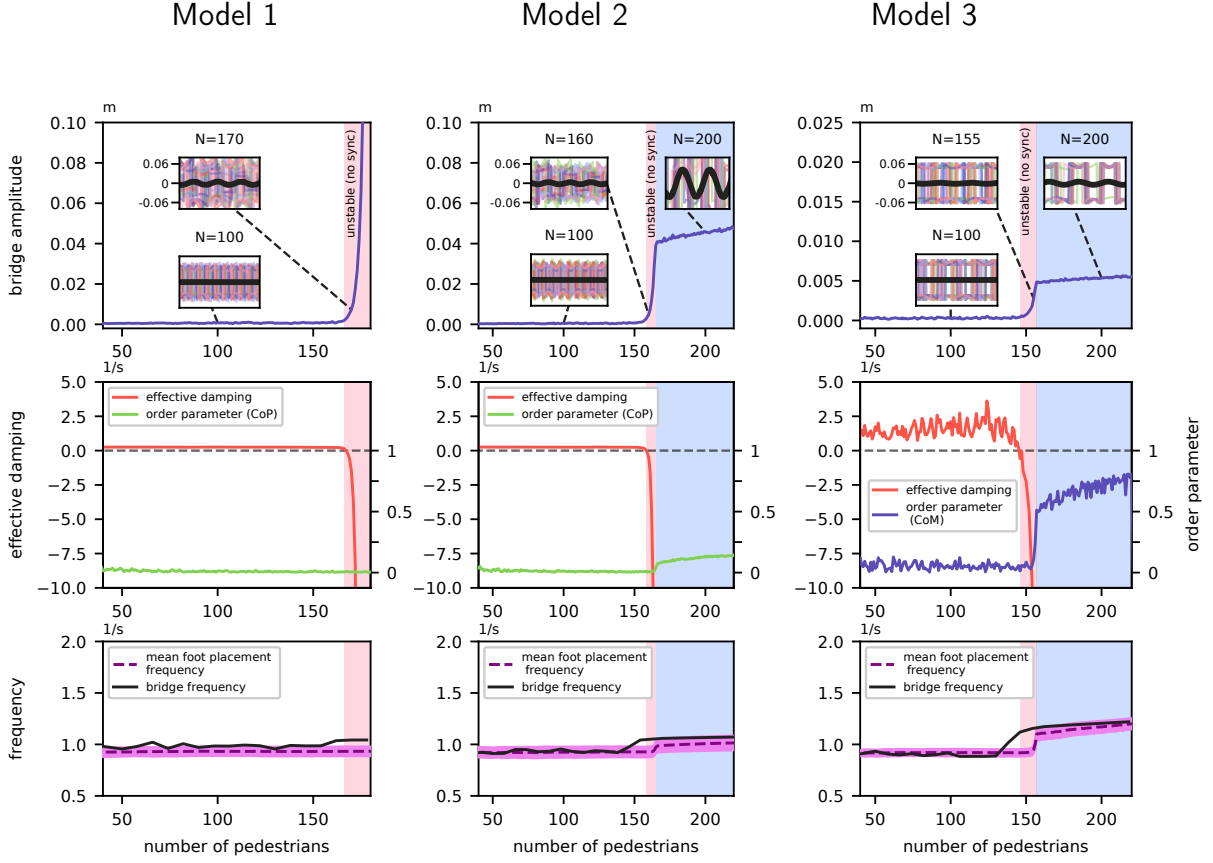 Model 1
Model 2
Model 3
m
m
m
bridge amplitude
0.10
0.08
0.06
0.04
0.02
0.00
N=170
0.06
0
-0.06
N=100
unstable (no sync)
50
100
150
0.10
0.08
0.06
0.04
0.02
0.00
N=160
0.06
0
-0.06
N=100
N=200
unstable (no sync)
50
100
150
200
0.025
0.020
0.015
0.010
0.005
0.000
N=155
0.06
0
-0.06
N=100
N=200
unstable (no sync)
50
100
150
200
1/s
1/s
1/s
effective damping
5.0
2.5
0.0
−2.5
−5.0
−7.5
−10.0
effective damping
order parameter (CoP)
1
0.5
0
50
100
150
5.0
2.5
0.0
−2.5
−5.0
−7.5
−10.0
effective damping
order parameter (CoP)
1
0.5
0
50
100
150
200
5.0
2.5
0.0
−2.5
−5.0
−7.5
−10.0
effective damping
order parameter
(CoM)
1
0.5
0
order parameter
50
100
150
200
1/s
1/s
1/s
frequency
2.0
1.5
1.0
0.5
mean foot placement
frequency
bridge frequency
50
100
150
number of pedestrians
2.0
1.5
1.0
0.5
mean foot placement
frequency
bridge frequency
50
100
150
200
number of pedestrians
2.0
1.5
1.0
0.5
mean foot placement
frequency
bridge frequency
50
100
150
200
number of pedestrians